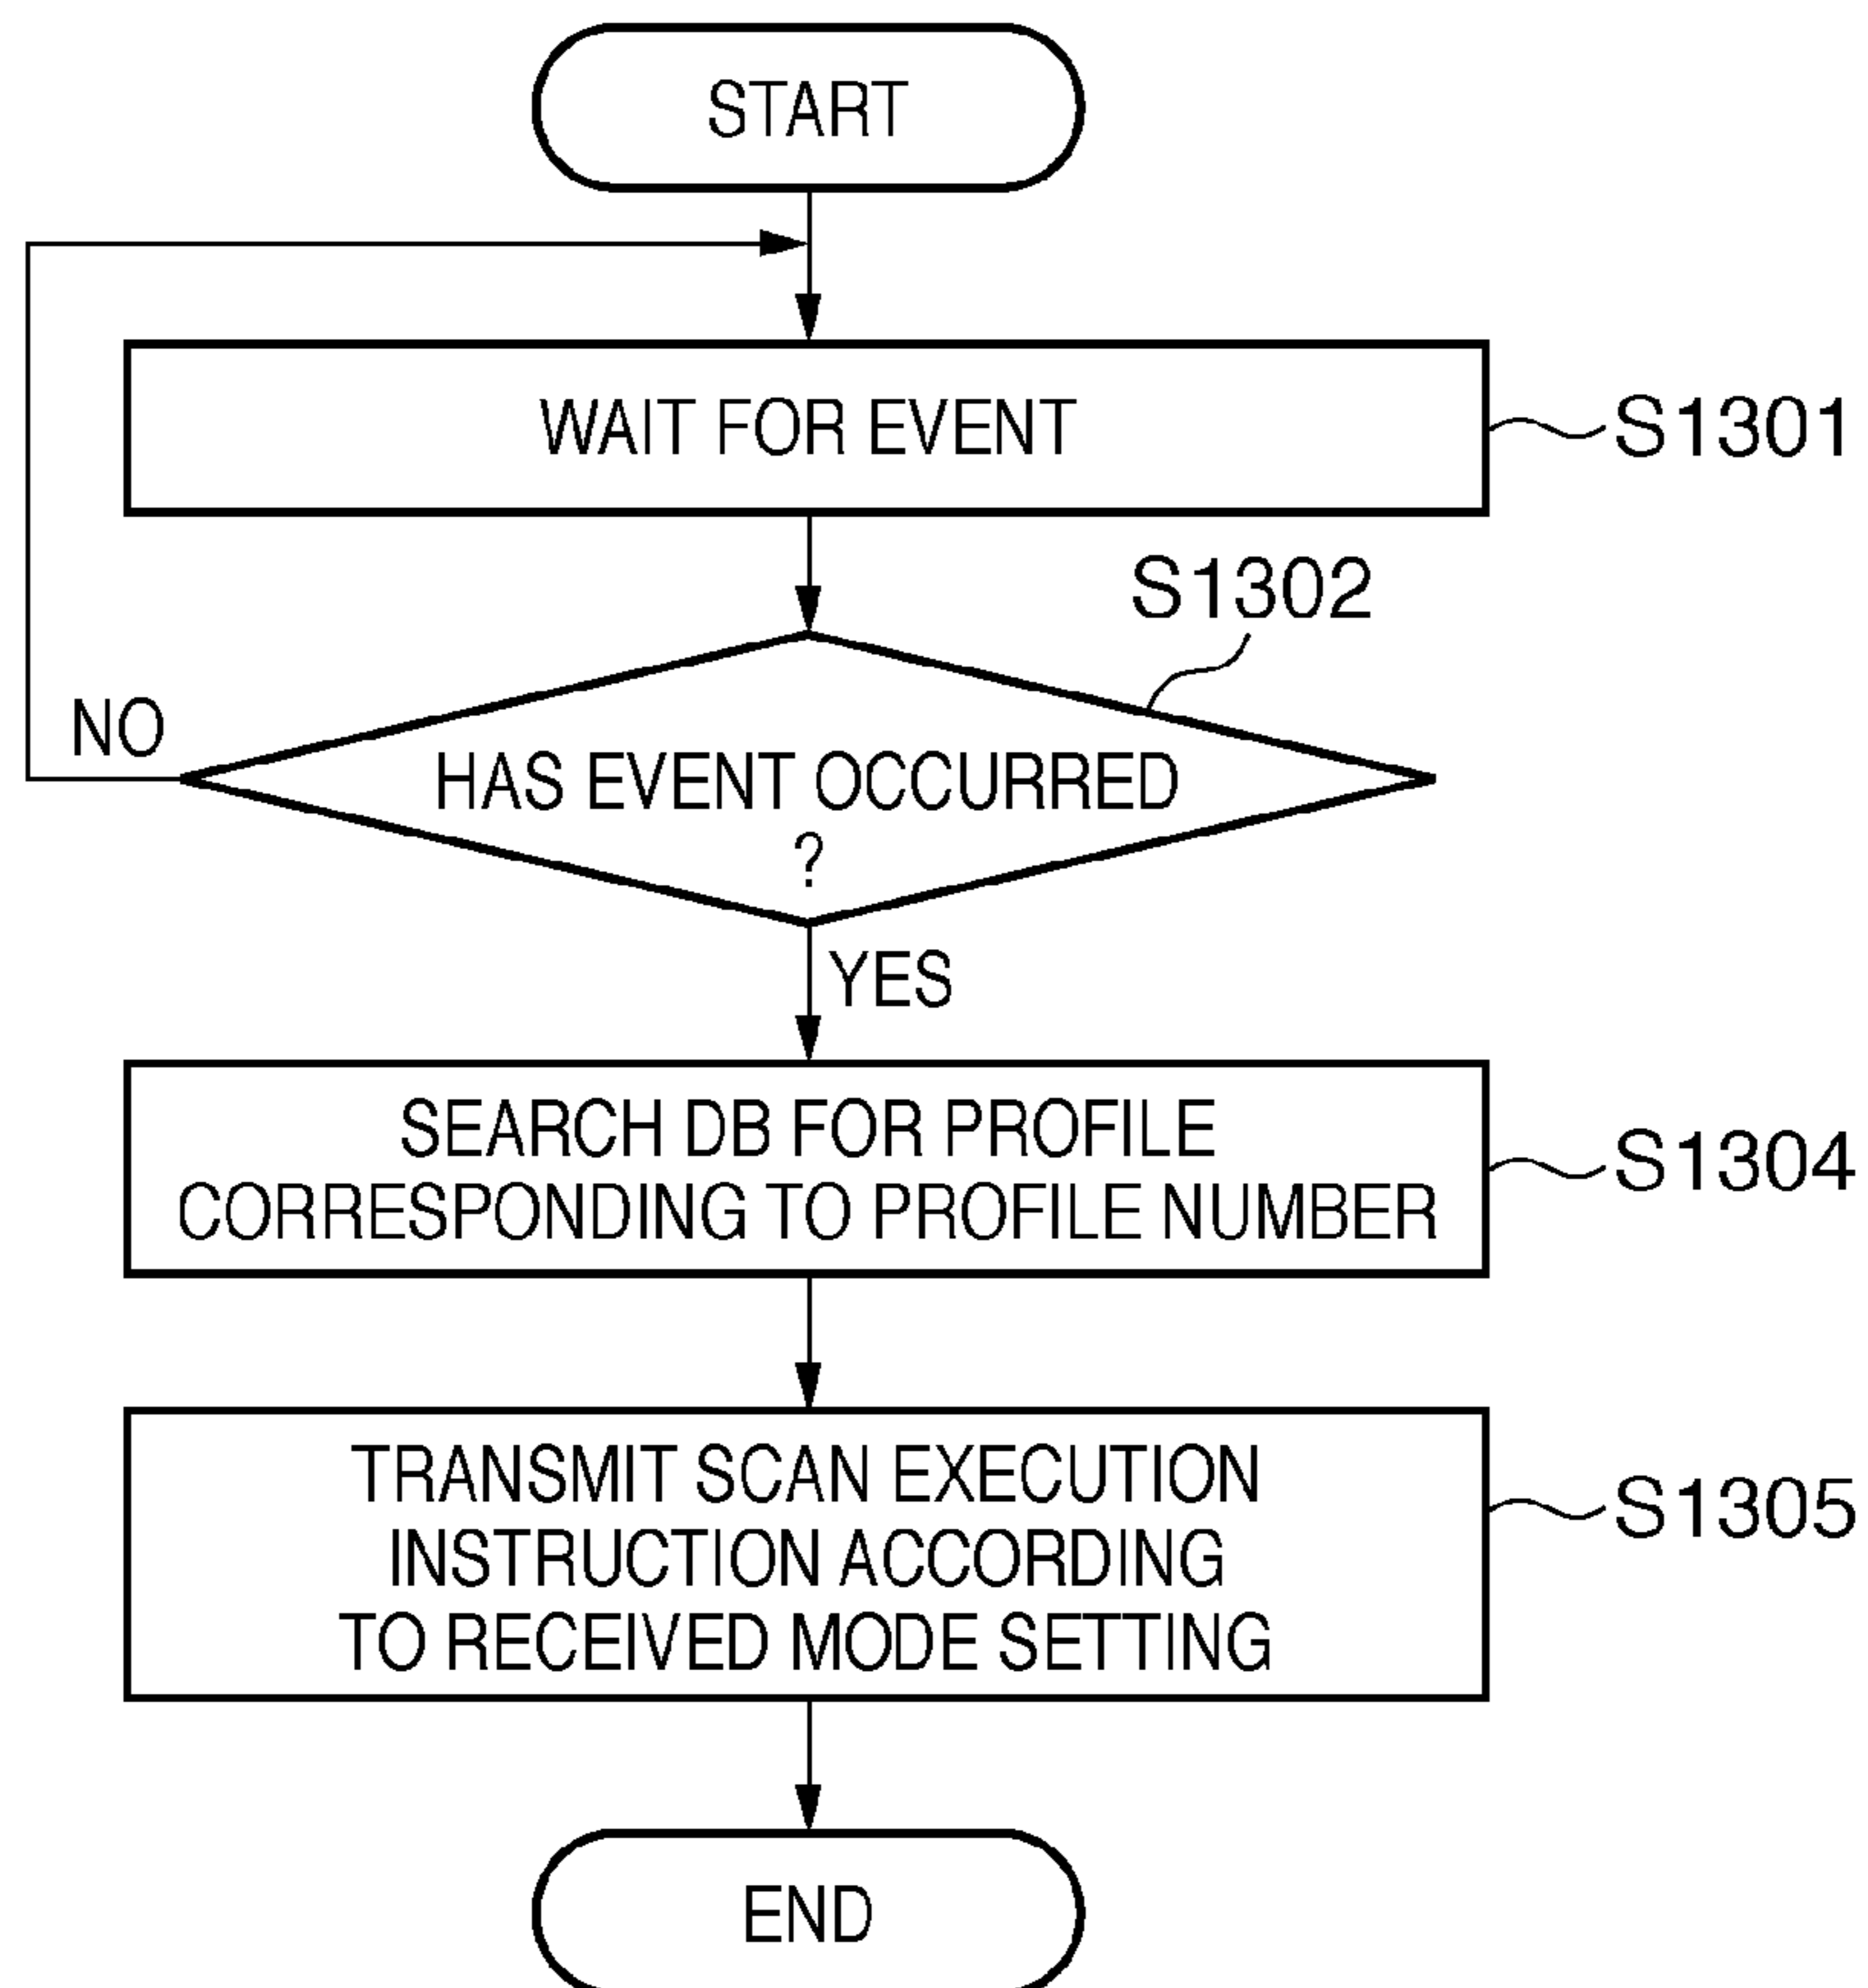 START
WAIT FOR EVENT
S1301
S1302
NO
HAS EVENT OCCURRED
?
YES
SEARCH DB FOR PROFILE
CORRESPONDING TO PROFILE NUMBER
S1304
TRANSMIT SCAN EXECUTION
INSTRUCTION ACCORDING
TO RECEIVED MODE SETTING
S1305
END